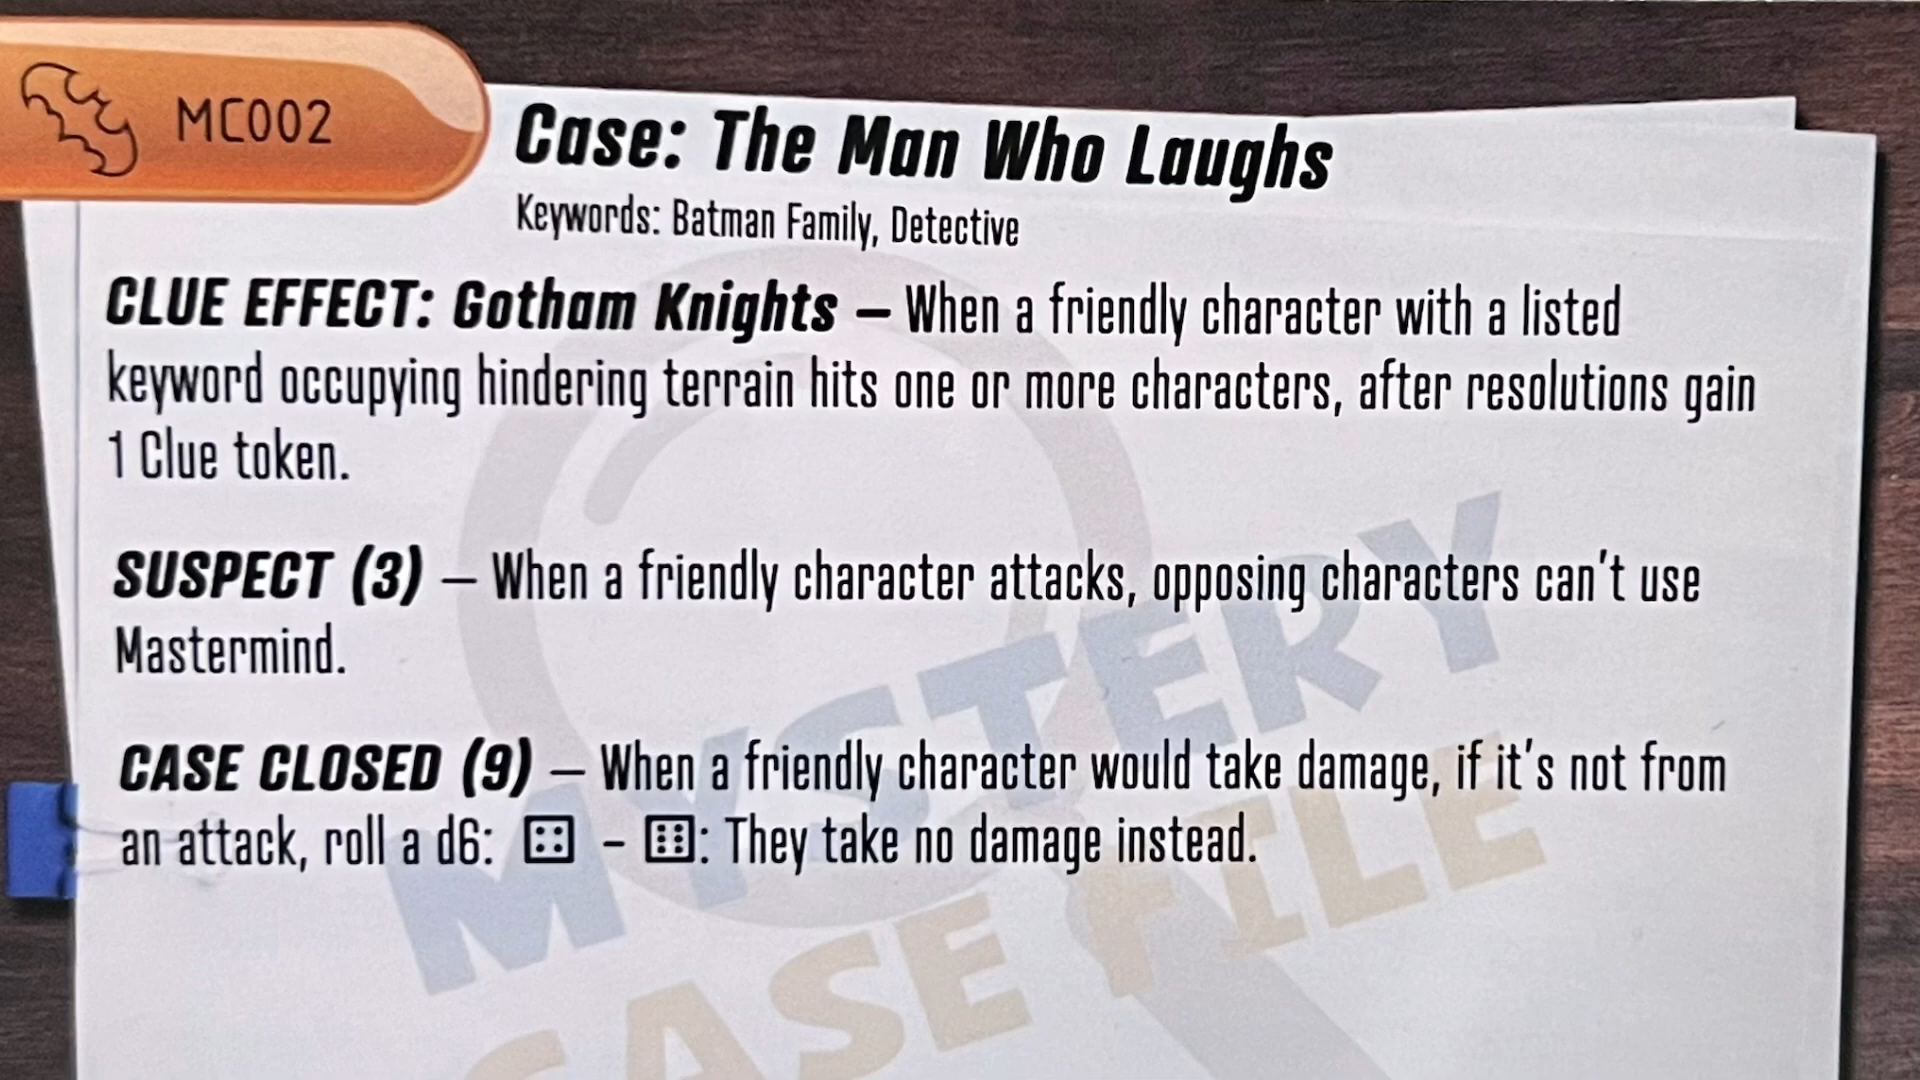 MC002
Case: The Man Who Laughs
Keywords: Batman Family, Detective
CLUE EFFECT: Gotham Knights – When a friendly character with a listed
keyword occupying hindering terrain hits one or more characters, after resolutions gain
1 Clue token.
SUSPECT (3) – When a friendly character attacks, opposing characters can't use
Mastermind.
CASE CLOSED (9) – When a friendly character would take damage, if it's not from
an attack, roll a d6: ⚃ – ⚅: They take no damage instead.
MYSTERY
CASE FILE